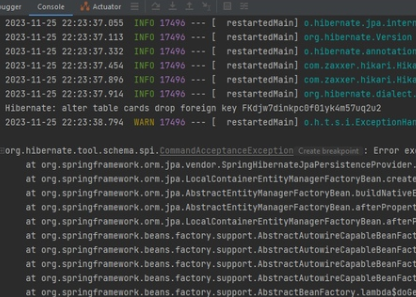 ugger Console Actuator
2023-11-25 22:23:37.055 INFO 17496 --- [ restartedMain] o.hibernate.jpa.intern
2023-11-25 22:23:37.113 INFO 17496 --- [ restartedMain] org.hibernate.Version
2023-11-25 22:23:37.332 INFO 17496 --- [ restartedMain] o.hibernate.annotation
2023-11-25 22:23:37.454 INFO 17496 --- [ restartedMain] com.zaxxer.hikari.Hika
2023-11-25 22:23:37.896 INFO 17496 --- [ restartedMain] com.zaxxer.hikari.Hika
2023-11-25 22:23:37.914 INFO 17496 --- [ restartedMain] org.hibernate.dialect.
Hibernate: alter table cards drop foreign key FKdjw7dinkpc0f01yk4m57uq2u2
2023-11-25 22:23:38.794 WARN 17496 --- [ restartedMain] o.h.t.s.i.ExceptionHan
org.hibernate.tool.schema.spi.CommandAcceptanceException Create breakpoint : Error exe
at org.springframework.orm.jpa.vendor.SpringHibernateJpaPersistenceProvider.
at org.springframework.orm.jpa.LocalContainerEntityManagerFactoryBean.create
at org.springframework.orm.jpa.AbstractEntityManagerFactoryBean.buildNativeE
at org.springframework.orm.jpa.AbstractEntityManagerFactoryBean.afterPropert
at org.springframework.orm.jpa.LocalContainerEntityManagerFactoryBean.afterP
at org.springframework.beans.factory.support.AbstractAutowireCapableBeanFact
at org.springframework.beans.factory.support.AbstractAutowireCapableBeanFact
at org.springframework.beans.factory.support.AbstractAutowireCapableBeanFact
at org.springframework.beans.factory.support.AbstractBeanFactory.lambda$doGe